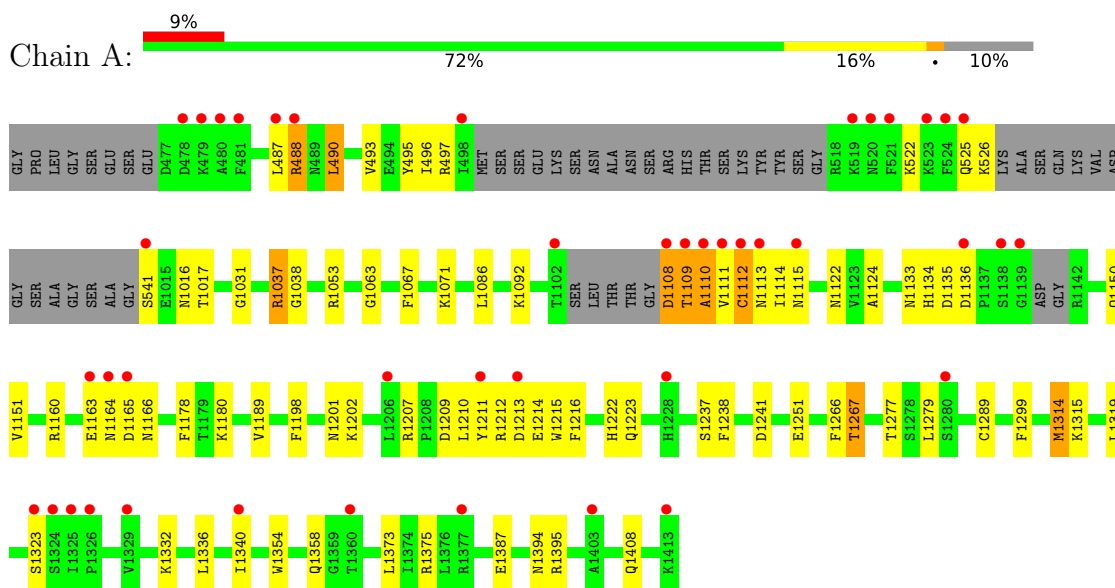 9%
Chain A:
72% 16% • 10%
GLY PRO LEU GLY SER GLU SER GLU D477 D478 K479 A480 F481 L487 R488 N489 L490 V493 E494 Y495 I496 R497 I498 MET SER SER GLU LYS SER ASN ALA ASN SER ARG HIS THR SER LYS TYR TYR SER GLY R518 K519 N520 F521 K522 K523 F524 Q525 K526 LYS ALA SER GLN LYS VAL ASP
GLY SER ALA GLY SER ALA GLY S541 E1015 N1016 T1017 G1031 R1037 G1038 R1053 G1063 F1067 K1071 L1086 K1092 T1102 SER LEU THR THR GLY D1108 T1109 A1110 V1111 C1112 N1113 I1114 N1115 N1122 V1123 A1124 N1133 H1134 D1135 D1136 P1137 S1138 G1139 ASP GLY R1142 D1150
V1151 R1160 E1163 N1164 D1165 N1166 F1178 T1179 K1180 V1189 F1198 N1201 K1202 L1206 R1207 P1208 D1209 L1210 Y1211 R1212 D1213 E1214 W1215 F1216 H1222 Q1223 H1228 S1237 F1238 D1241 E1251 F1266 T1267 T1277 S1278 L1279 S1280 C1289 F1299 M1314 K1315 L1319
S1323 S1324 I1325 P1326 V1329 K1332 L1336 I1340 W1354 Q1358 G1359 T1360 L1373 I1374 R1375 L1376 R1377 E1387 N1394 R1395 A1403 Q1408 K1413